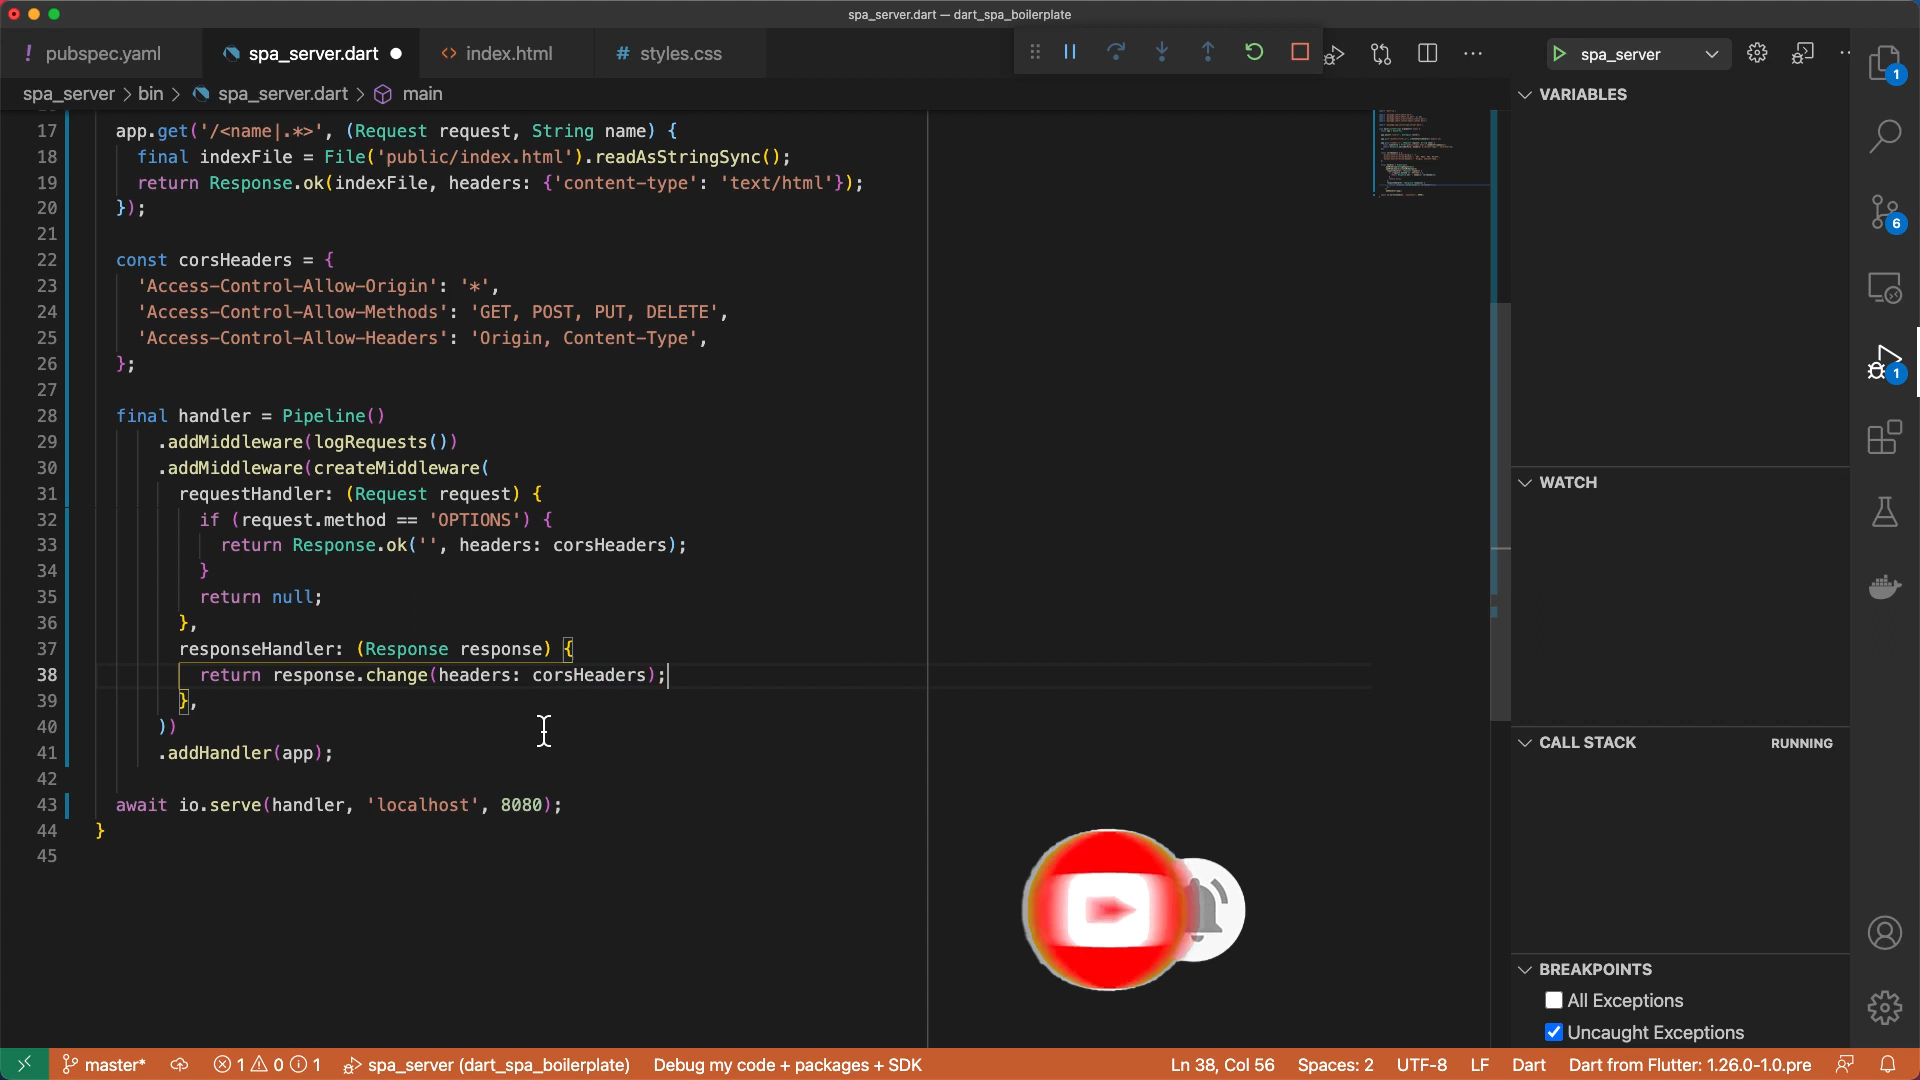 spa_server.dart — dart_spa_boilerplate
! pubspec.yaml
spa_server.dart
<> index.html
# styles.css
spa_server
1
spa_server > bin > spa_server.dart > main
VARIABLES
17 app.get('/<name|.*>', (Request request, String name) {
18 final indexFile = File('public/index.html').readAsStringSync();
19 return Response.ok(indexFile, headers: {'content-type': 'text/html'});
20 });
21
22 const corsHeaders = {
23 'Access-Control-Allow-Origin': '*',
24 'Access-Control-Allow-Methods': 'GET, POST, PUT, DELETE',
25 'Access-Control-Allow-Headers': 'Origin, Content-Type',
26 };
27
28 final handler = Pipeline()
29 .addMiddleware(logRequests())
30 .addMiddleware(createMiddleware(
31 requestHandler: (Request request) {
32 if (request.method == 'OPTIONS') {
33 return Response.ok('', headers: corsHeaders);
34 }
35 return null;
36 },
37 responseHandler: (Response response) {
38 return response.change(headers: corsHeaders);
39 },
40 ))
41 .addHandler(app);
42
43 await io.serve(handler, 'localhost', 8080);
44 }
45
6
1
WATCH
CALL STACK RUNNING
BREAKPOINTS
All Exceptions
Uncaught Exceptions
master* 1 0 1 spa_server (dart_spa_boilerplate) Debug my code + packages + SDK Ln 38, Col 56 Spaces: 2 UTF-8 LF Dart Dart from Flutter: 1.26.0-1.0.pre